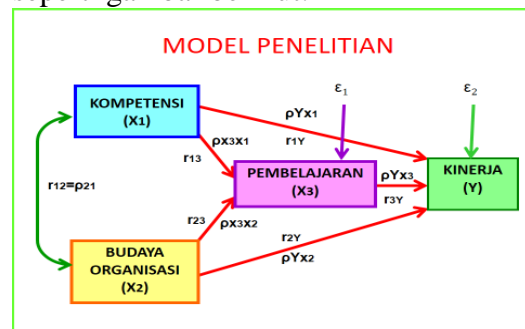 MODEL PENELITIAN
ε1
ε2
KOMPETENSI
(X1)
ρYx1
r1Y
ρx3x1
r13
PEMBELAJARAN
(X3)
ρYx3
r3Y
KINERJA
(Y)
r12=ρ21
r23
ρx3x2
r2Y
ρYx2
BUDAYA
ORGANISASI
(X2)